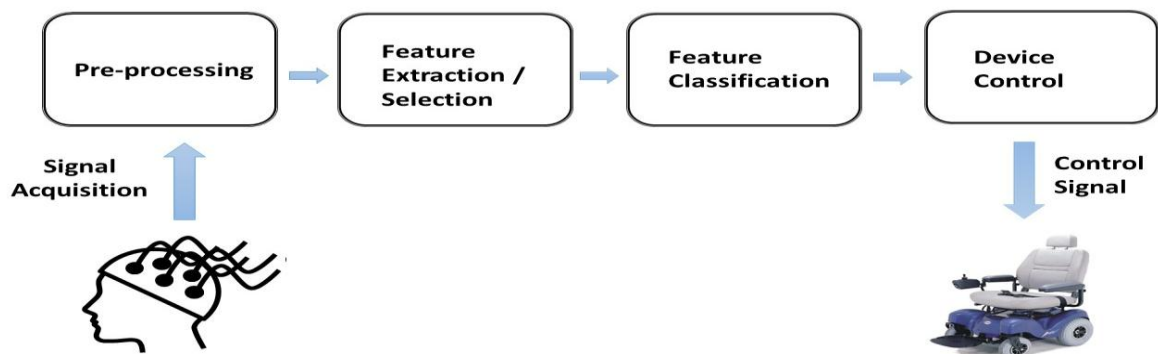 Pre-processing
Feature
Extraction /
Selection
Feature
Classification
Device
Control
Signal
Acquisition
Control
Signal